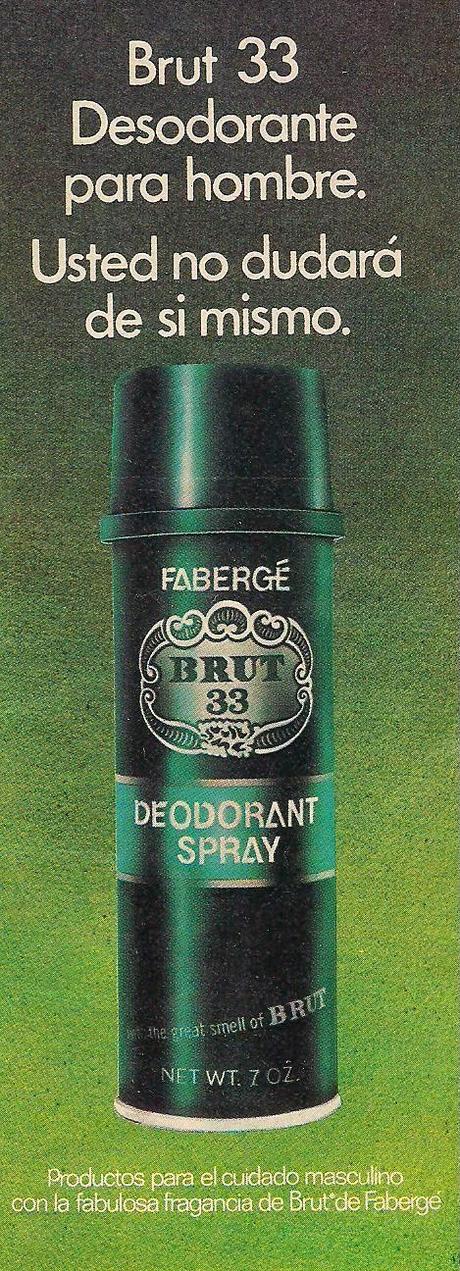 Brut 33
Desodorante
para hombre.
Usted no dudará
de si mismo.
FABERGÉ
BRUT
33
DEODORANT
SPRAY
the great smell of BRUT
NET WT. 7 OZ.
Productos para el cuidado masculino
con la fabulosa fragancia de Brut® de Fabergé